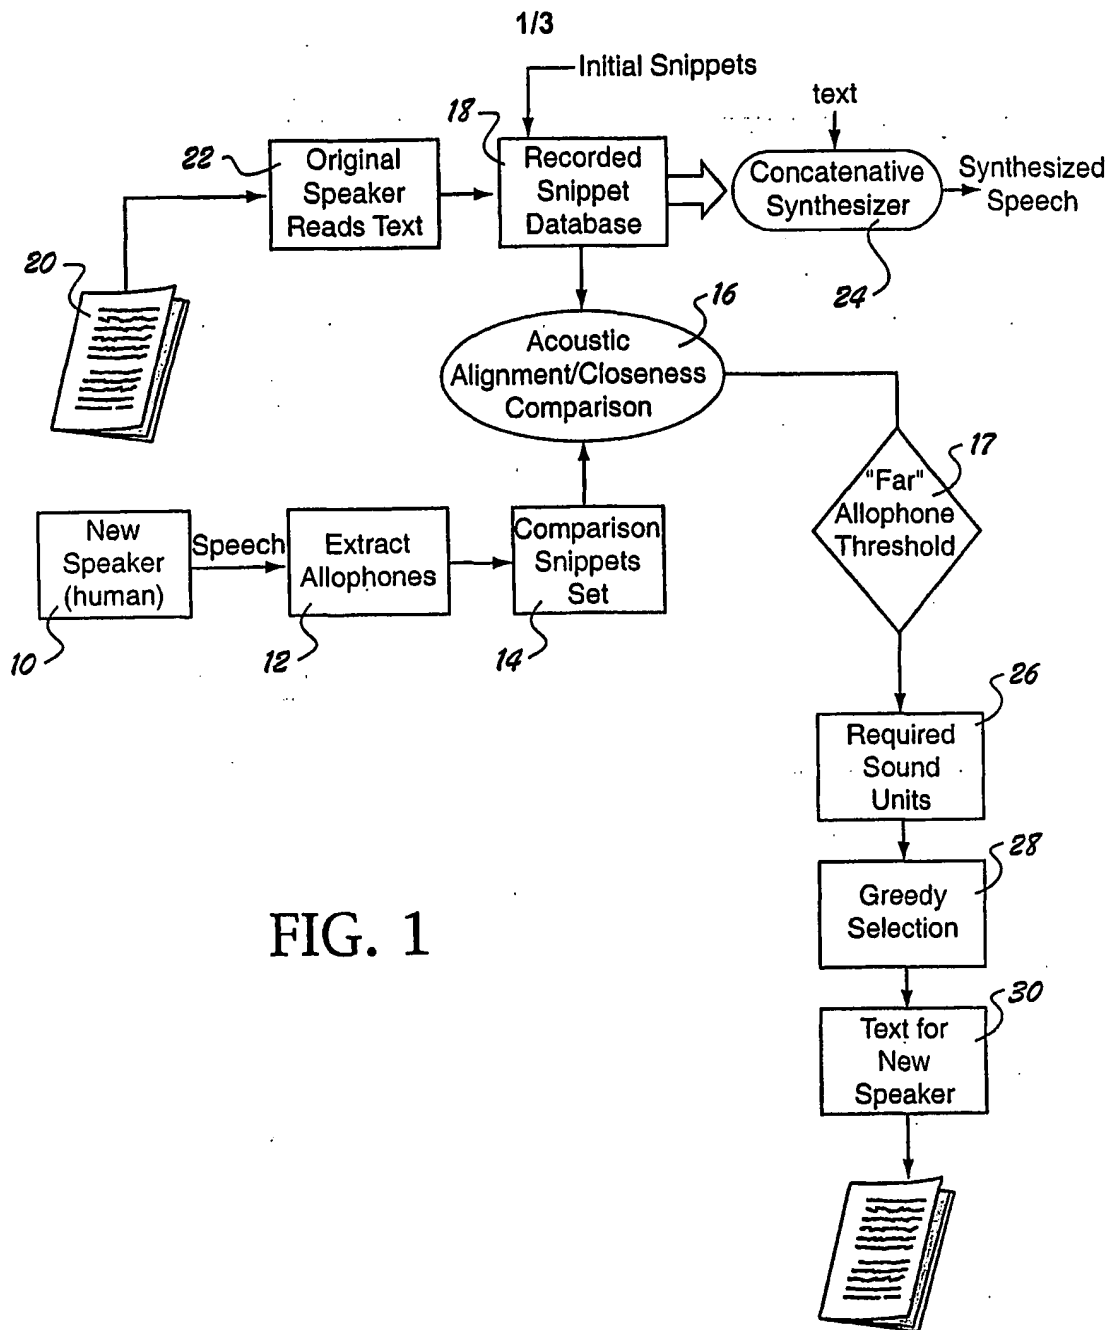 1/3
Initial Snippets
text
18
22
Original
Speaker
Reads Text
Recorded
Snippet
Database
Concatenative
Synthesizer
Synthesized
Speech
20
24
16
Acoustic
Alignment/Closeness
Comparison
17
"Far"
Allophone
Threshold
New
Speaker
(human)
Speech
Extract
Allophones
Comparison
Snippets
Set
10
12
14
26
Required
Sound
Units
28
Greedy
Selection
FIG. 1
30
Text for
New
Speaker